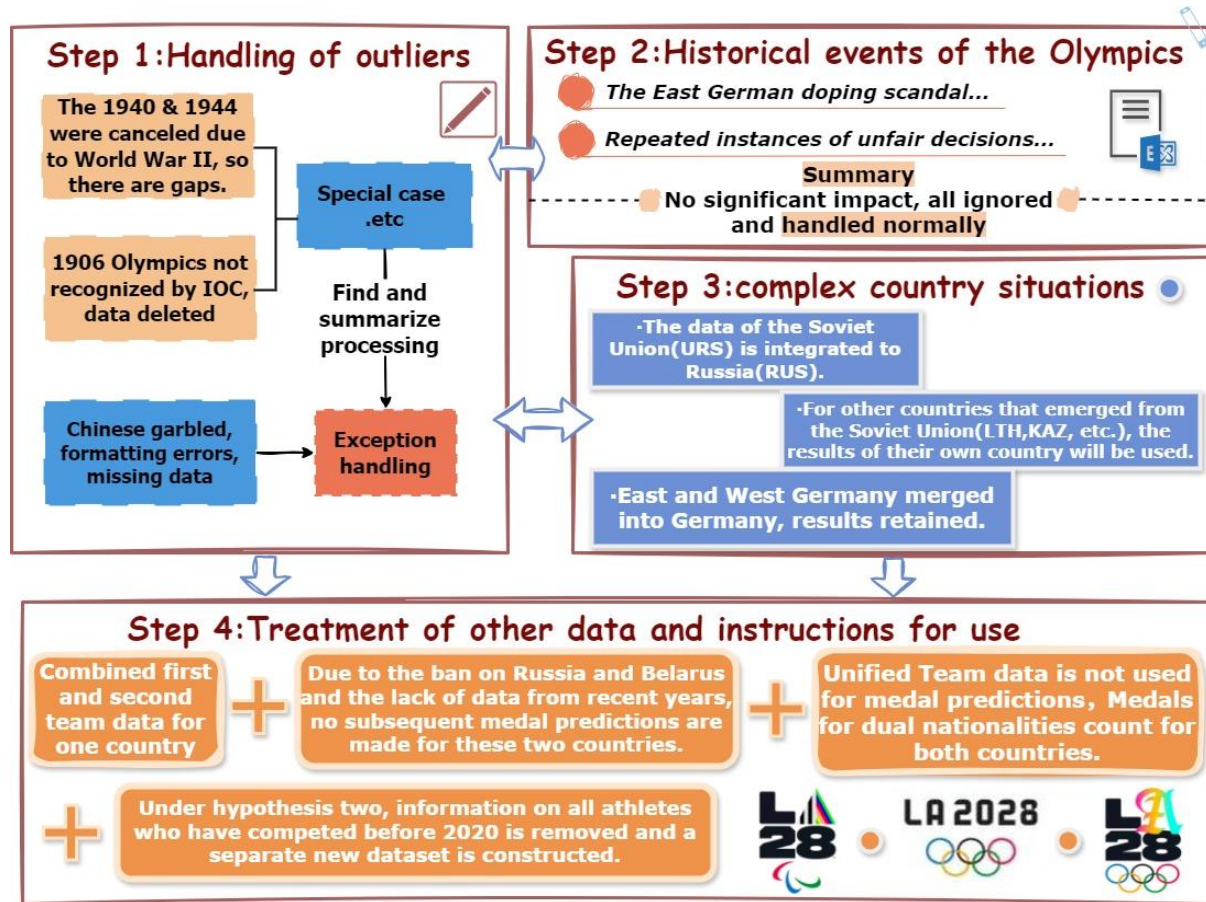 Step 1:Handling of outliers
The 1940 & 1944
were canceled due
to World War II, so
there are gaps.
Special case
.etc
1906 Olympics not
recognized by IOC,
data deleted
Find and
summarize
processing
Chinese garbled,
formatting errors,
missing data
Exception
handling
Step 2:Historical events of the Olympics
The East German doping scandal...
Repeated instances of unfair decisions...
Summary
No significant impact, all ignored
and handled normally
Step 3:complex country situations
·The data of the Soviet
Union(URS) is integrated to
Russia(RUS).
·For other countries that emerged from
the Soviet Union(LTH,KAZ, etc.), the
results of their own country will be used.
·East and West Germany merged
into Germany, results retained.
Step 4:Treatment of other data and instructions for use
Combined first
and second
team data for
one country
Due to the ban on Russia and Belarus
and the lack of data from recent years,
no subsequent medal predictions are
made for these two countries.
Unified Team data is not used
for medal predictions, Medals
for dual nationalities count for
both countries.
Under hypothesis two, information on all athletes
who have competed before 2020 is removed and a
separate new dataset is constructed.
LA
28
LA 2028
LA
28